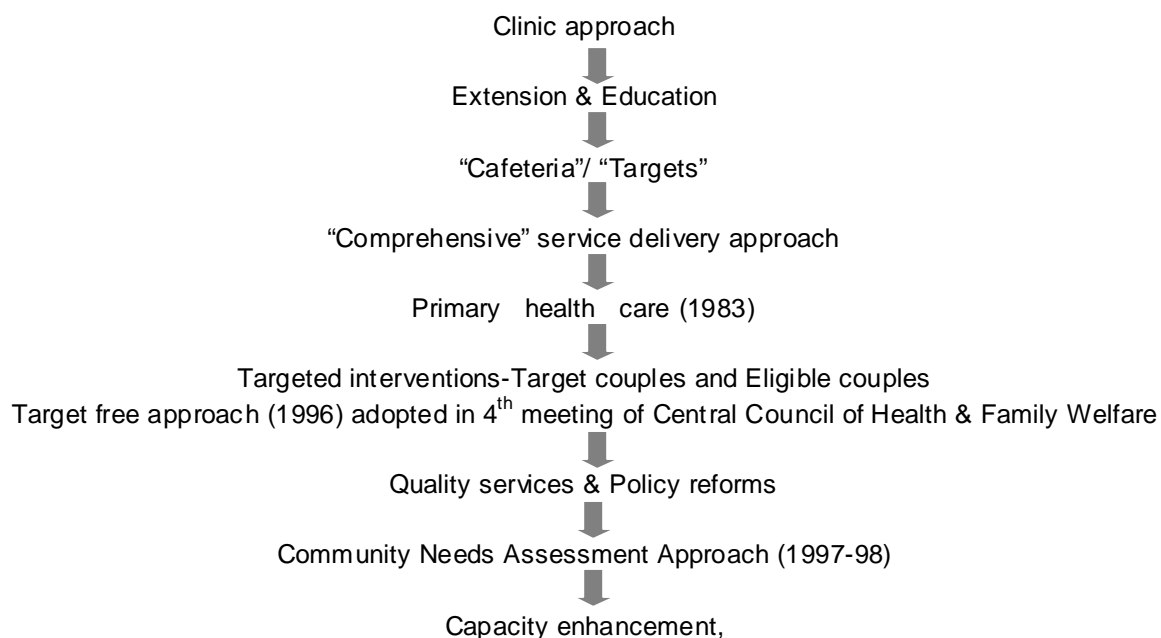 Clinic approach
Extension & Education
“Cafeteria”/ “Targets”
“Comprehensive” service delivery approach
Primary health care (1983)
Targeted interventions-Target couples and Eligible couples
Target free approach (1996) adopted in 4th meeting of Central Council of Health & Family Welfare
Quality services & Policy reforms
Community Needs Assessment Approach (1997-98)
Capacity enhancement,